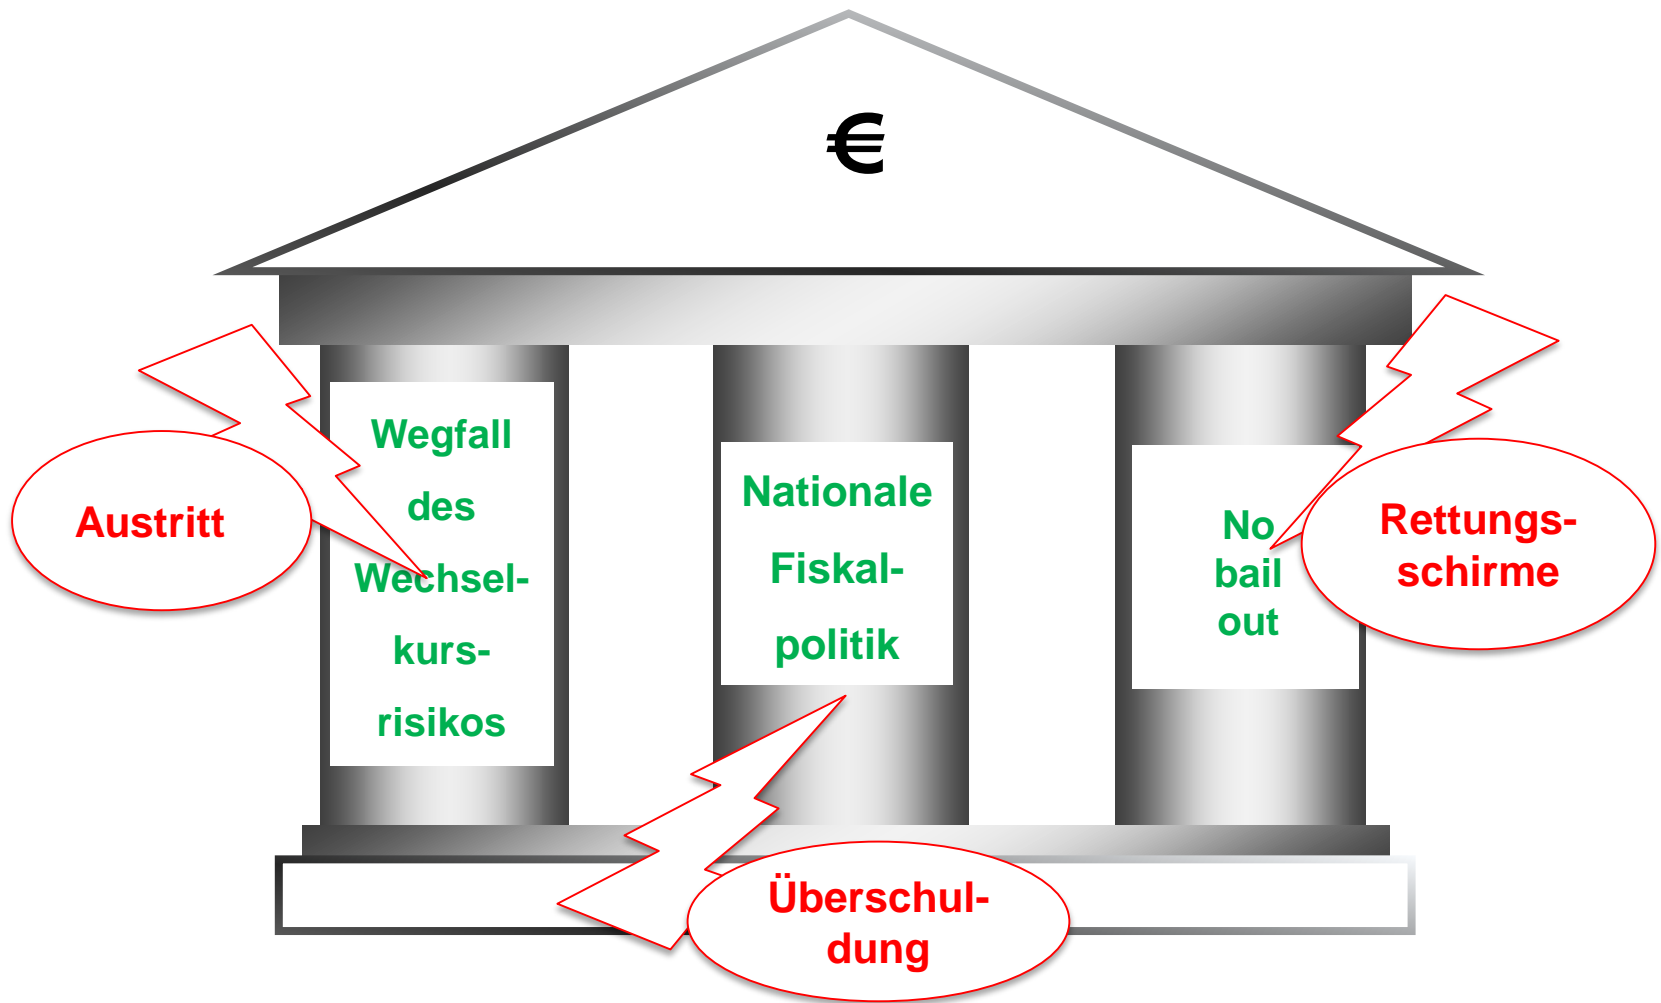 €
Wegfall
des
Wechsel-
kurs-
risikos
Nationale
Fiskal-
politik
No
bail
out
Austritt
Rettungs-
schirme
Überschul-
dung